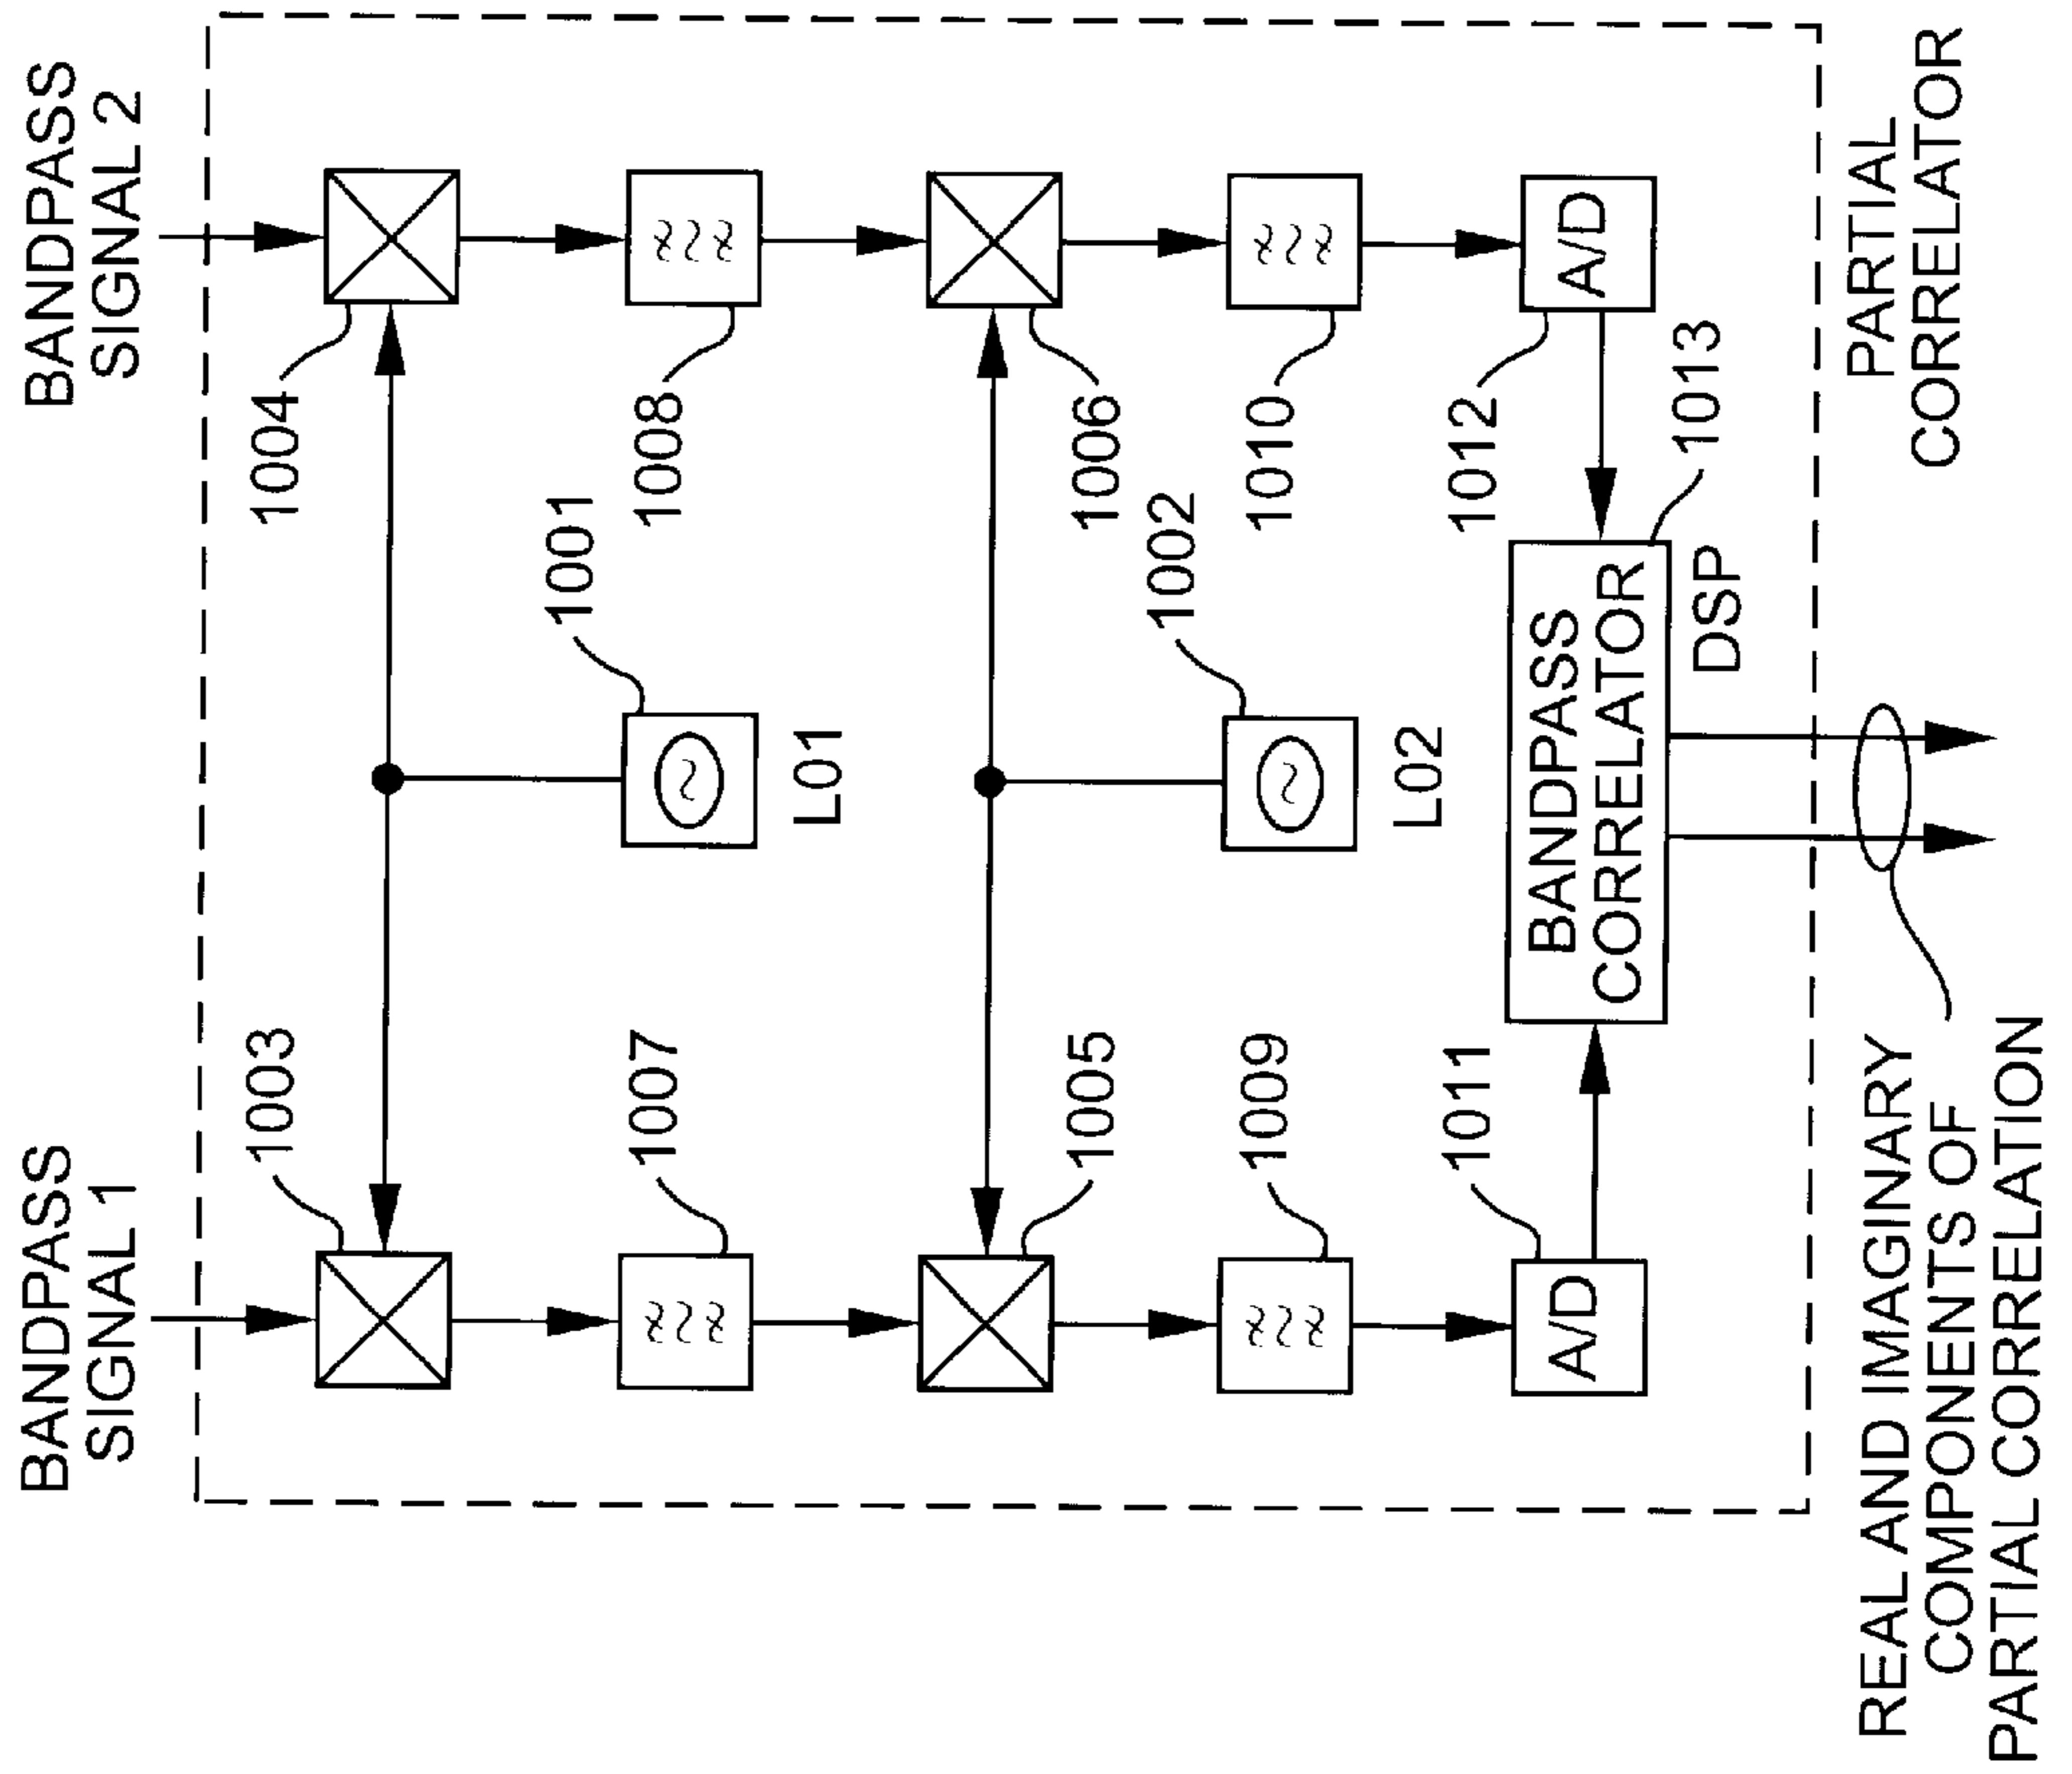 BANDPASS
SIGNAL 1
BANDPASS
SIGNAL 2
1003
1004
1001
L01
1007
1008
1005
1006
1002
L02
1009
1010
1011
A/D
1012
A/D
1013
BANDPASS
CORRELATOR
DSP
REAL AND IMAGINARY
COMPONENTS OF
PARTIAL CORRELATION
PARTIAL
CORRELATOR